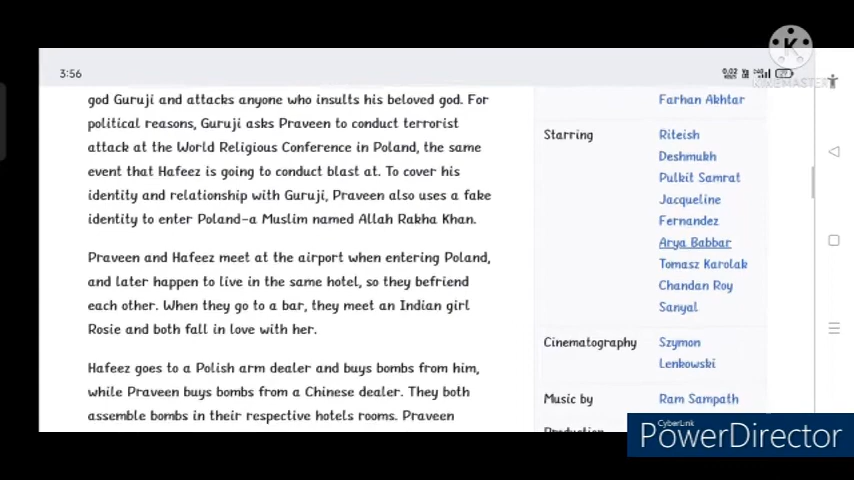 3:56
KINEMASTER
god Guruji and attacks anyone who insults his beloved god. For
political reasons, Guruji asks Praveen to conduct terrorist
attack at the World Religious Conference in Poland, the same
event that Hafeez is going to conduct blast at. To cover his
identity and relationship with Guruji, Praveen also uses a fake
identity to enter Poland–a Muslim named Allah Rakha Khan.
Praveen and Hafeez meet at the airport when entering Poland,
and later happen to live in the same hotel, so they befriend
each other. When they go to a bar, they meet an Indian girl
Rosie and both fall in love with her.
Hafeez goes to a Polish arm dealer and buys bombs from him,
while Praveen buys bombs from a Chinese dealer. They both
assemble bombs in their respective hotels rooms. Praveen
Farhan Akhtar
Starring
Riteish
Deshmukh
Pulkit Samrat
Jacqueline
Fernandez
Arya Babbar
Tomasz Karolak
Chandan Roy
Sanyal
Cinematography
Szymon
Lenkowski
Music by
Ram Sampath
Production
CyberLink
PowerDirector